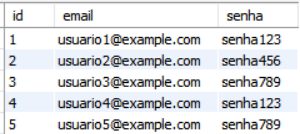 id email senha
1 usuario1@example.com senha123
2 usuario2@example.com senha456
3 usuario3@example.com senha789
4 usuario4@example.com senha123
5 usuario5@example.com senha789